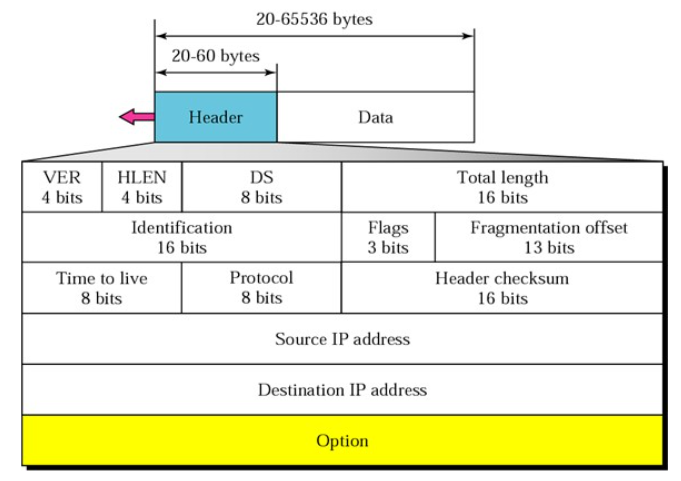 20-65536 bytes
20-60 bytes
Header
Data
VER
4 bits
HLEN
4 bits
DS
8 bits
Total length
16 bits
Identification
16 bits
Flags
3 bits
Fragmentation offset
13 bits
Time to live
8 bits
Protocol
8 bits
Header checksum
16 bits
Source IP address
Destination IP address
Option